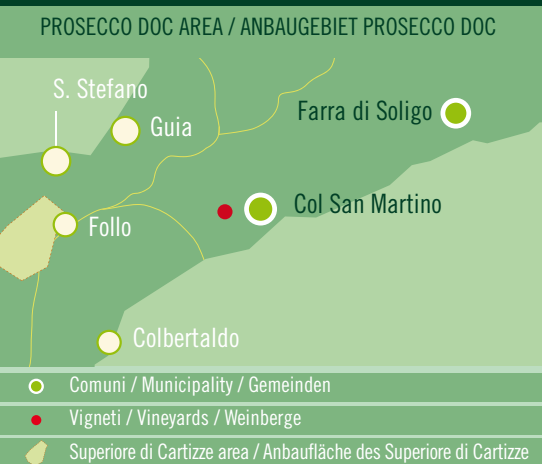 PROSECCO DOC AREA / ANBAUGEBIET PROSECCO DOC
S. Stefano
Guia
Farra di Soligo
Col San Martino
Follo
Colbertaldo
Comuni / Municipality / Gemeinden
Vigneti / Vineyards / Weinberge
Superiore di Cartizze area / Anbaufläche des Superiore di Cartizze